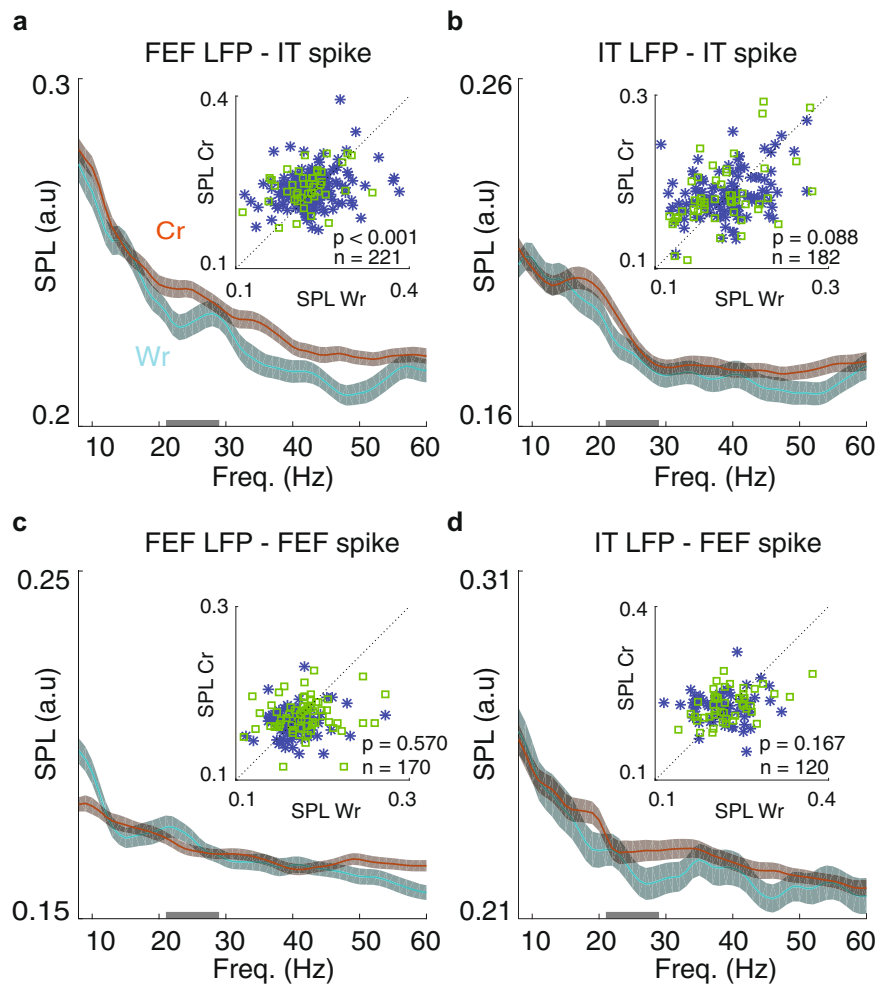 a
FEF LFP - IT spike
0.3
0.2
SPL (a.u)
Cr
Wr
0.4
0.1
SPL Cr
p < 0.001
n = 221
0.1
0.4
SPL Wr
10 20 30 40 50 60
Freq. (Hz)
b
IT LFP - IT spike
0.26
0.16
SPL (a.u)
0.3
0.1
SPL Cr
p = 0.088
n = 182
0.1
0.3
SPL Wr
10 20 30 40 50 60
Freq. (Hz)
c
FEF LFP - FEF spike
0.25
0.15
SPL (a.u)
0.3
0.1
SPL Cr
p = 0.570
n = 170
0.1
0.3
SPL Wr
10 20 30 40 50 60
Freq. (Hz)
d
IT LFP - FEF spike
0.31
0.21
SPL (a.u)
0.4
0.1
SPL Cr
p = 0.167
n = 120
0.1
0.4
SPL Wr
10 20 30 40 50 60
Freq. (Hz)